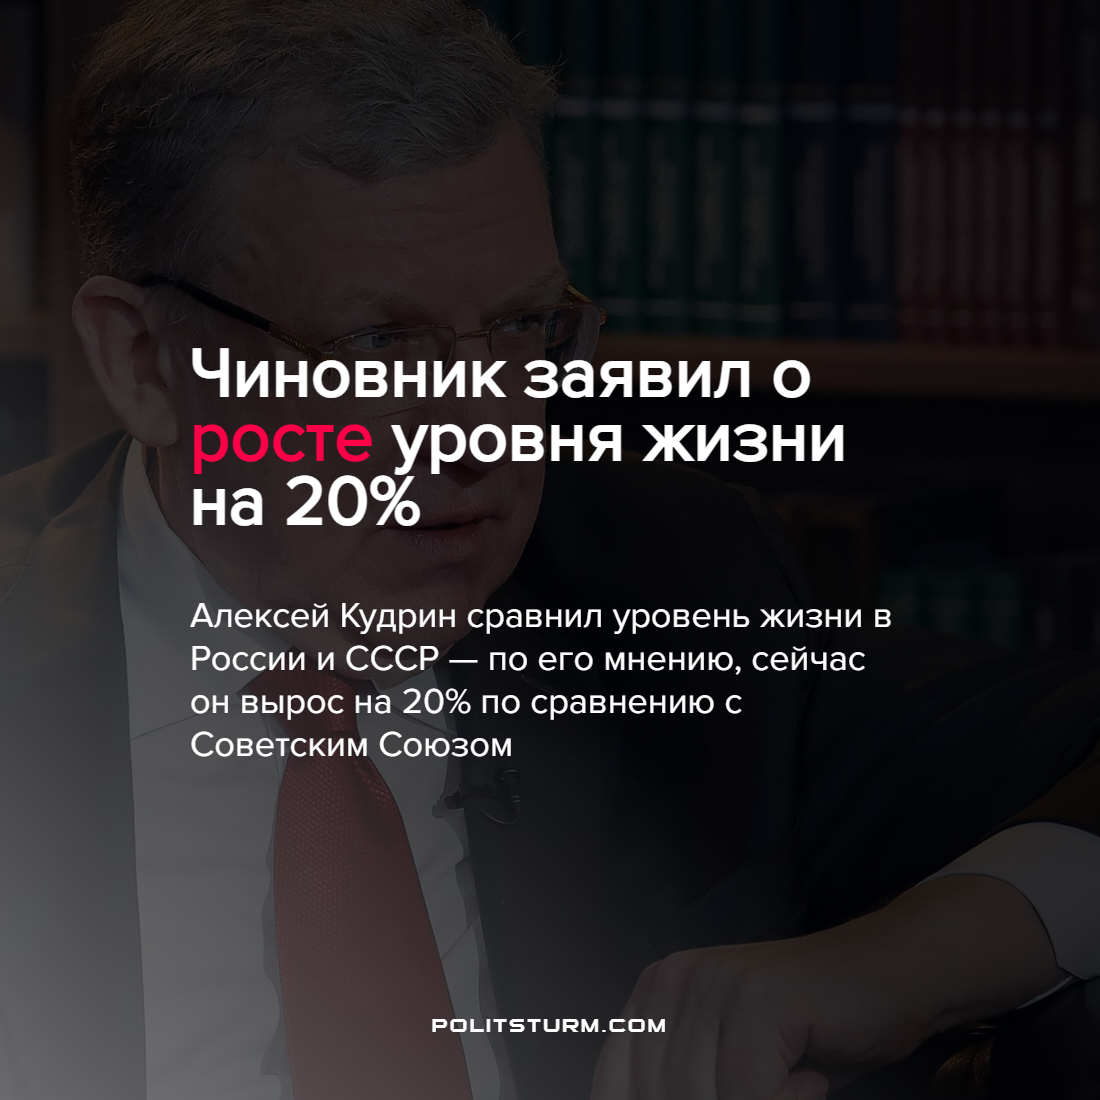 Чиновник заявил о
росте уровня жизни
на 20%
Алексей Кудрин сравнил уровень жизни в
России и СССР — по его мнению, сейчас
он вырос на 20% по сравнению с
Советским Союзом
POLITSTURM.COM